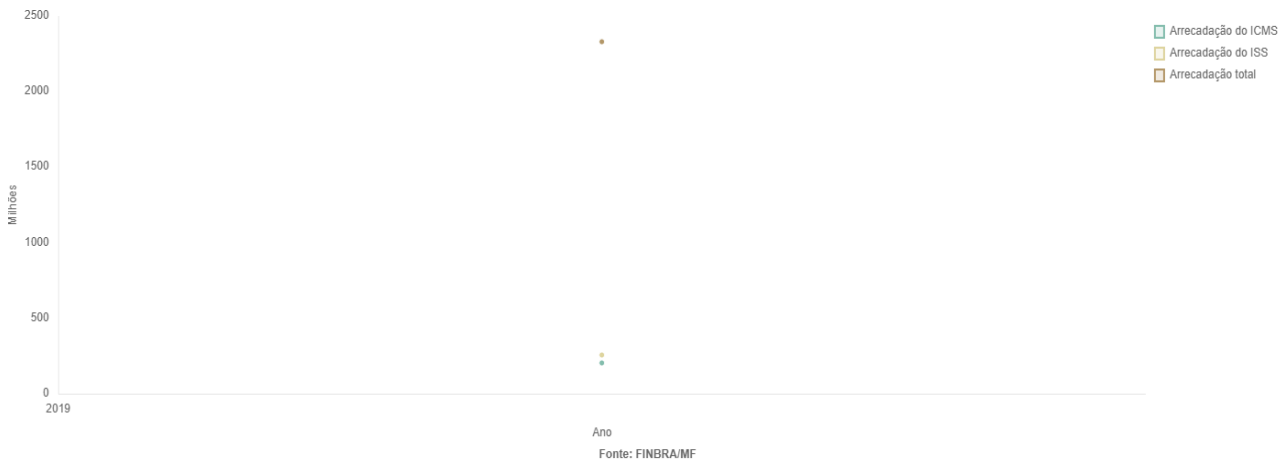 2500
2000
1500
1000
500
0
Milhões
2019
Ano
Fonte: FINBRA/MF
Arrecadação do ICMS
Arrecadação do ISS
Arrecadação total